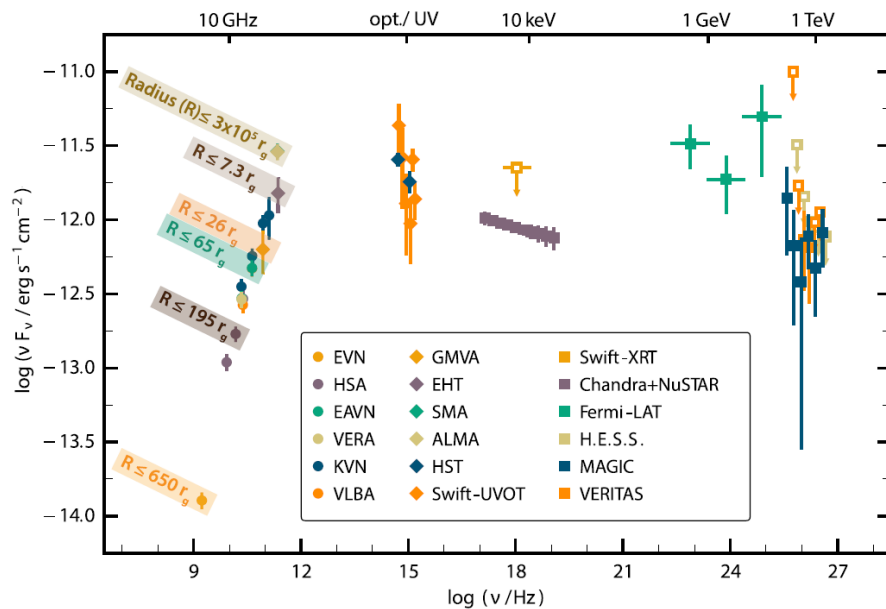 10 GHz opt./ UV 10 keV 1 GeV 1 TeV
log (ν Fν / erg s⁻¹ cm⁻²)
−11.0
−11.5
−12.0
−12.5
−13.0
−13.5
−14.0
Radius (R) ≤ 3x10⁵ r_g
R ≤ 7.3 r_g
R ≤ 26 r_g
R ≤ 65 r_g
R ≤ 195 r_g
R ≤ 650 r_g
EVN GMVA Swift-XRT
HSA EHT Chandra+NuSTAR
EAVN SMA Fermi-LAT
VERA ALMA H.E.S.S.
KVN HST MAGIC
VLBA Swift-UVOT VERITAS
9 12 15 18 21 24 27
log (ν /Hz)